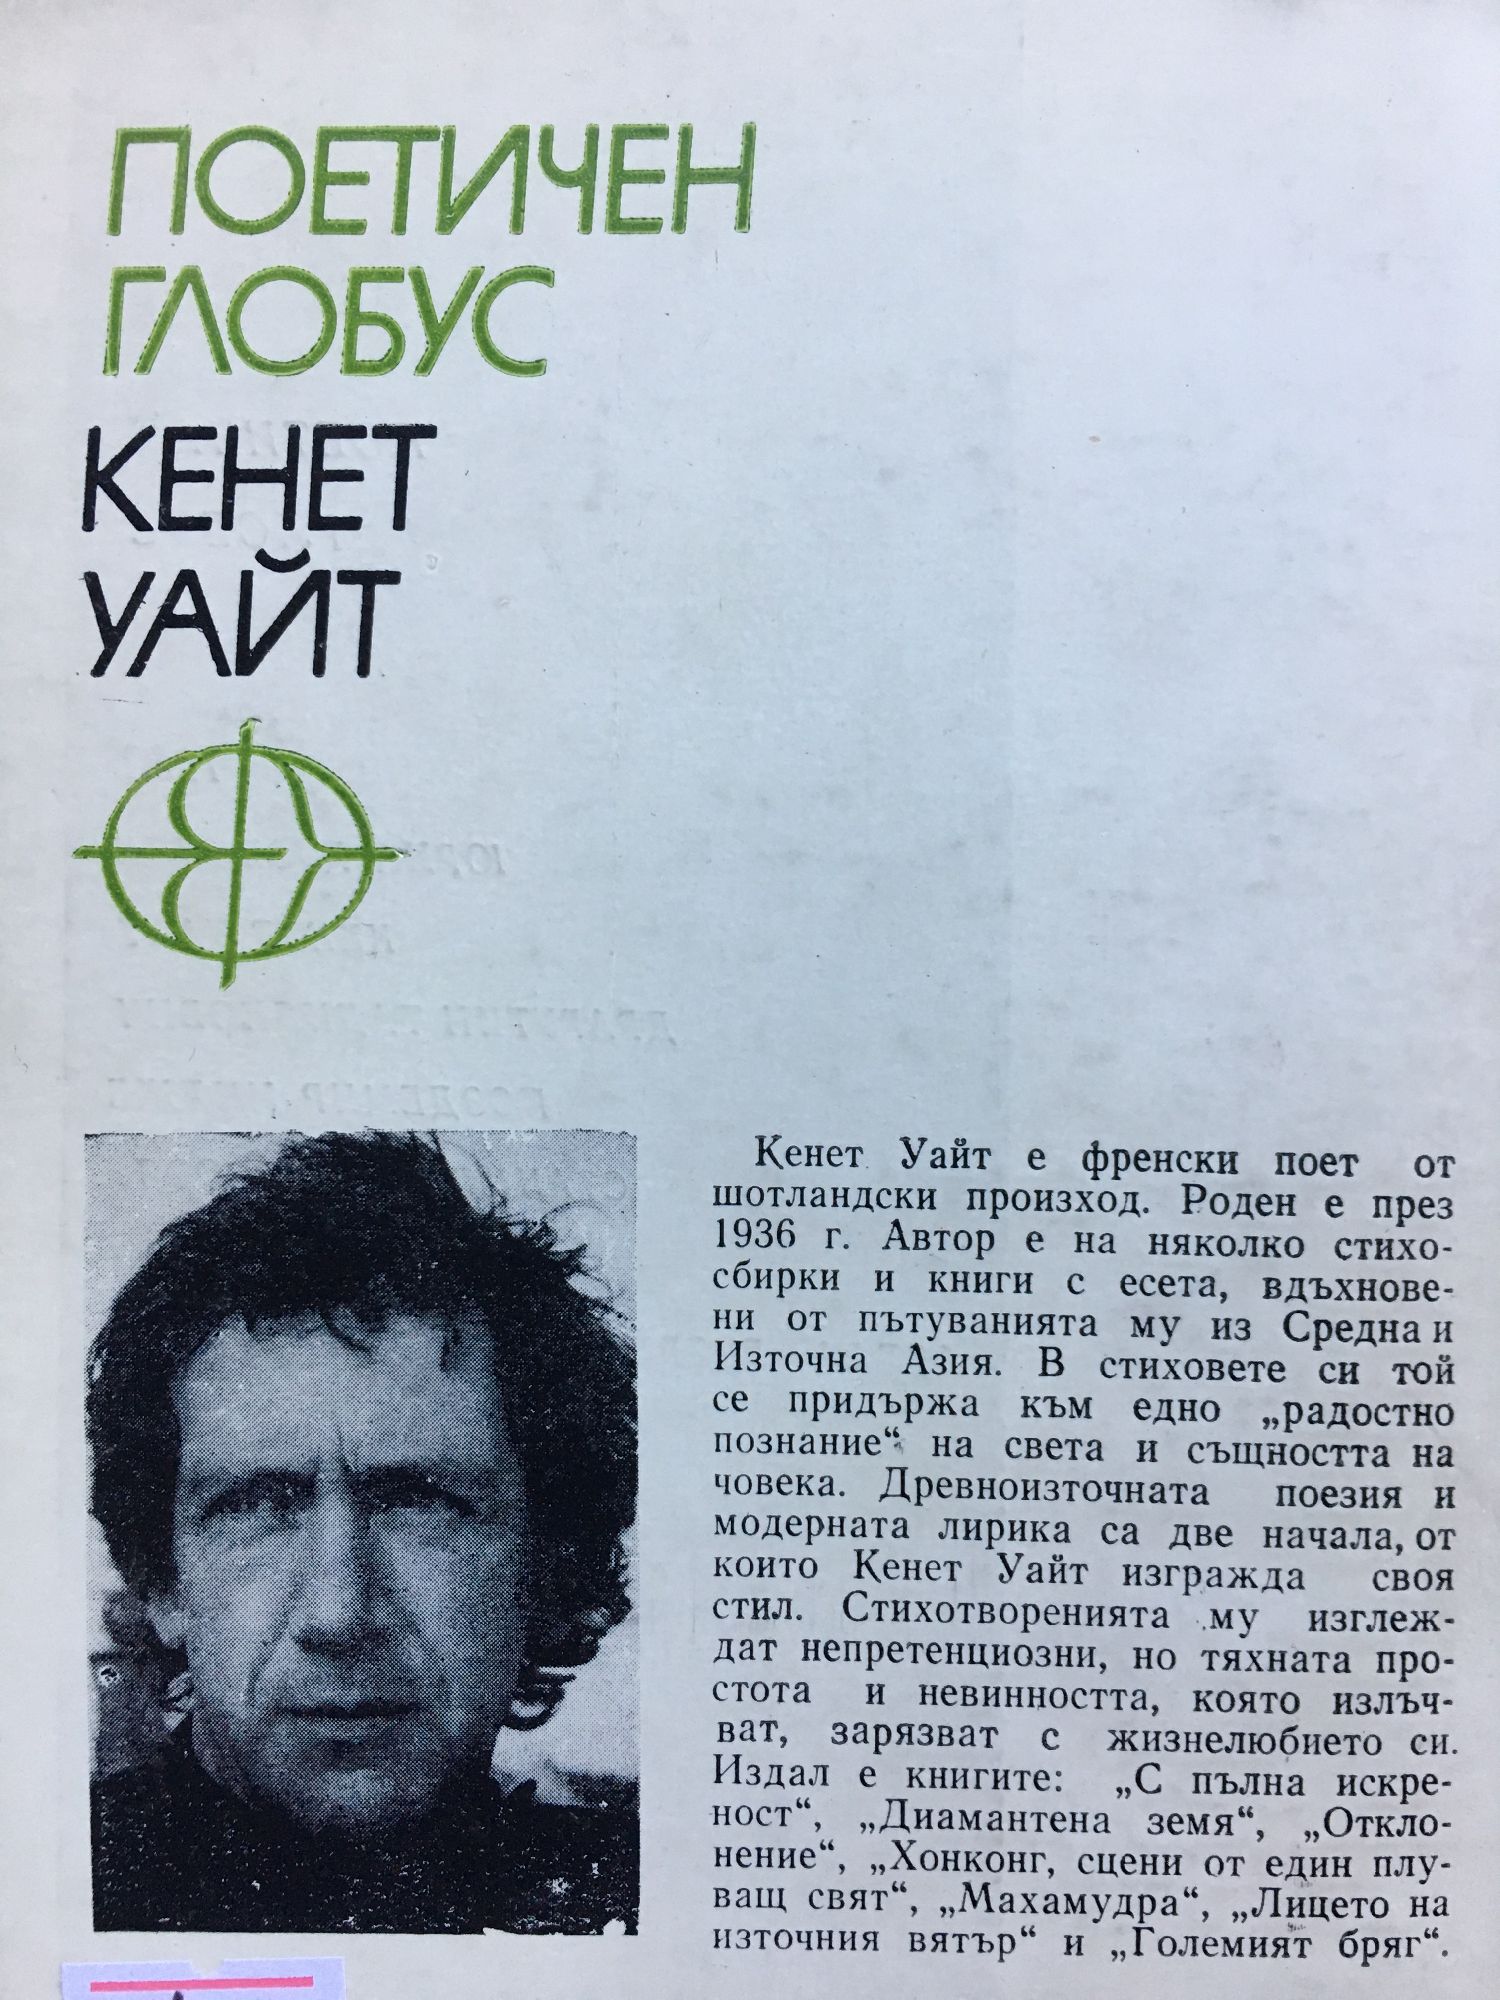 ПОЕТИЧЕН
ГЛОБУС
КЕНЕТ
УАЙТ
Кенет Уайт е френски поет от
шотландски произход. Роден е през
1936 г. Автор е на няколко стихо-
сбирки и книги с есета, вдъхнове-
ни от пътуванията му из Средна и
Източна Азия. В стиховете си той
се придържа към едно „радостно
познание“ на света и същността на
човека. Древноизточната поезия и
модерната лирика са две начала, от
които Кенет Уайт изгражда своя
стил. Стихотворенията му изглеж-
дат непретенциозни, но тяхната про-
стота и невинността, която излъч-
ват, зарязват с жизнелюбието си.
Издал е книгите: „С пълна искре-
ност“, „Диамантена земя“, „Откло-
нение“, „Хонконг, сцени от един плу-
ващ свят“, „Махамудра“, „Лицето на
източния вятър“ и „Големият бряг“.